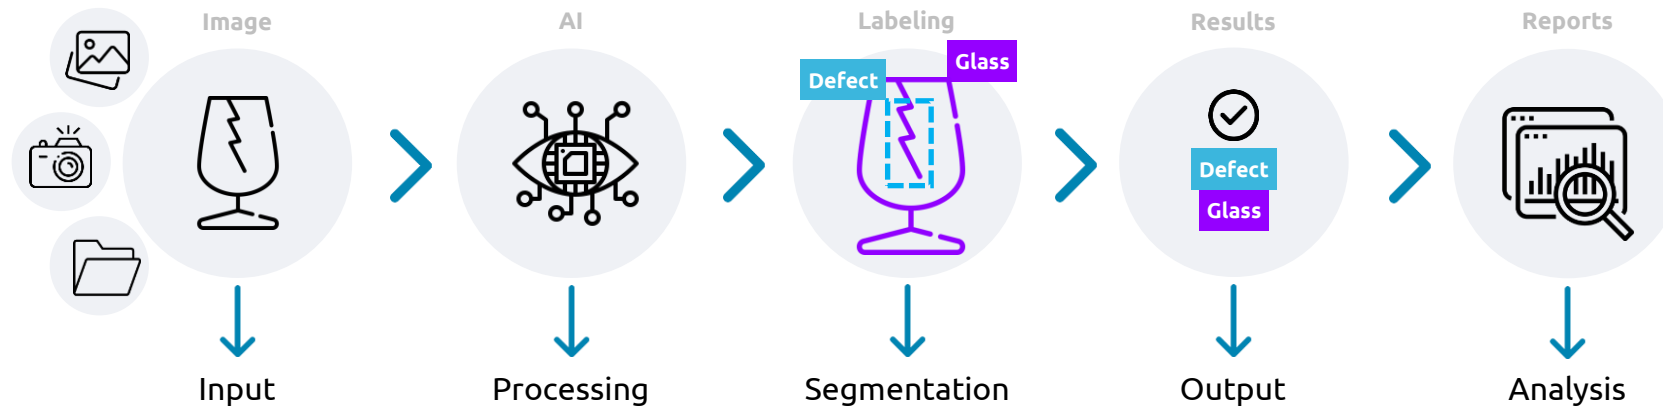 Image
AI
Labeling
Results
Reports
Glass
Defect
Defect
Glass
Input
Processing
Segmentation
Output
Analysis